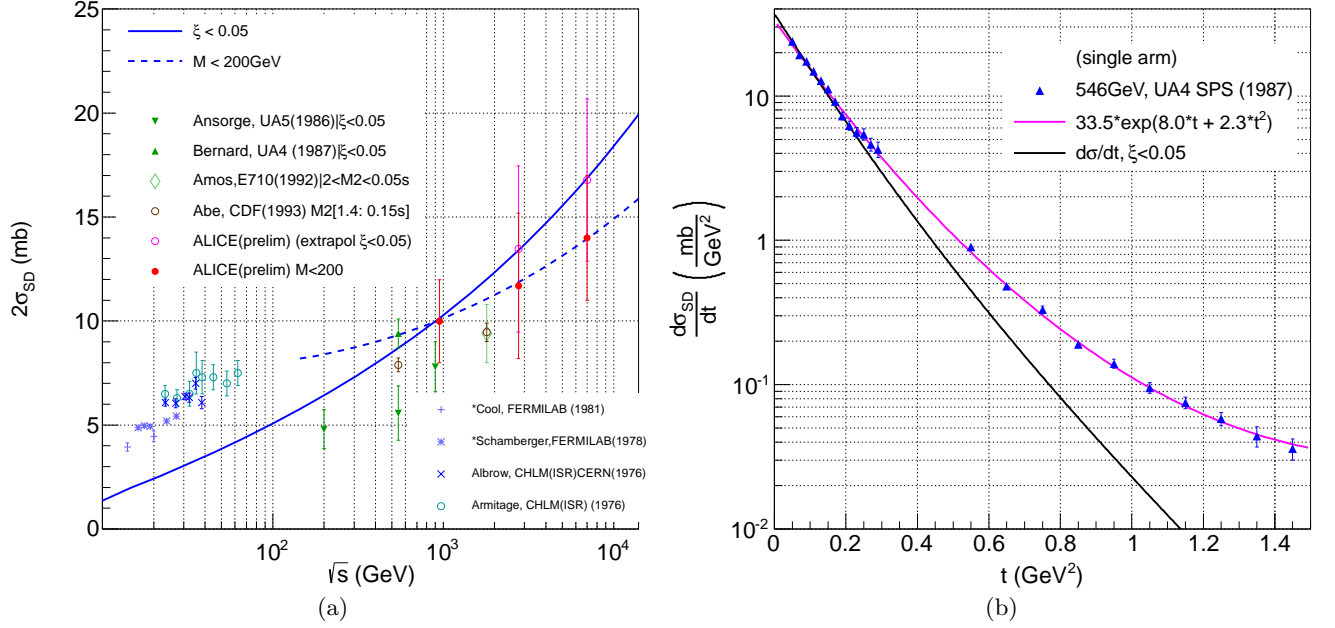 2σSD (mb)
25
20
15
10
5
0
ξ < 0.05
M < 200GeV
Ansorge, UA5(1986)|ξ<0.05
Bernard, UA4 (1987)|ξ<0.05
Amos,E710(1992)|2<M2<0.05s
Abe, CDF(1993) M2[1.4: 0.15s]
ALICE(prelim) (extrapol ξ<0.05)
ALICE(prelim) M<200
*Cool, FERMILAB (1981)
*Schamberger,FERMILAB(1978)
Albrow, CHLM(ISR)CERN(1976)
Armitage, CHLM(ISR) (1976)
10² 10³ 10⁴
√s (GeV)
(a)
dσSD/dt (mb/GeV²)
10
1
10⁻¹
10⁻²
(single arm)
546GeV, UA4 SPS (1987)
33.5*exp(8.0*t + 2.3*t²)
dσ/dt, ξ<0.05
0 0.2 0.4 0.6 0.8 1 1.2 1.4
t (GeV²)
(b)